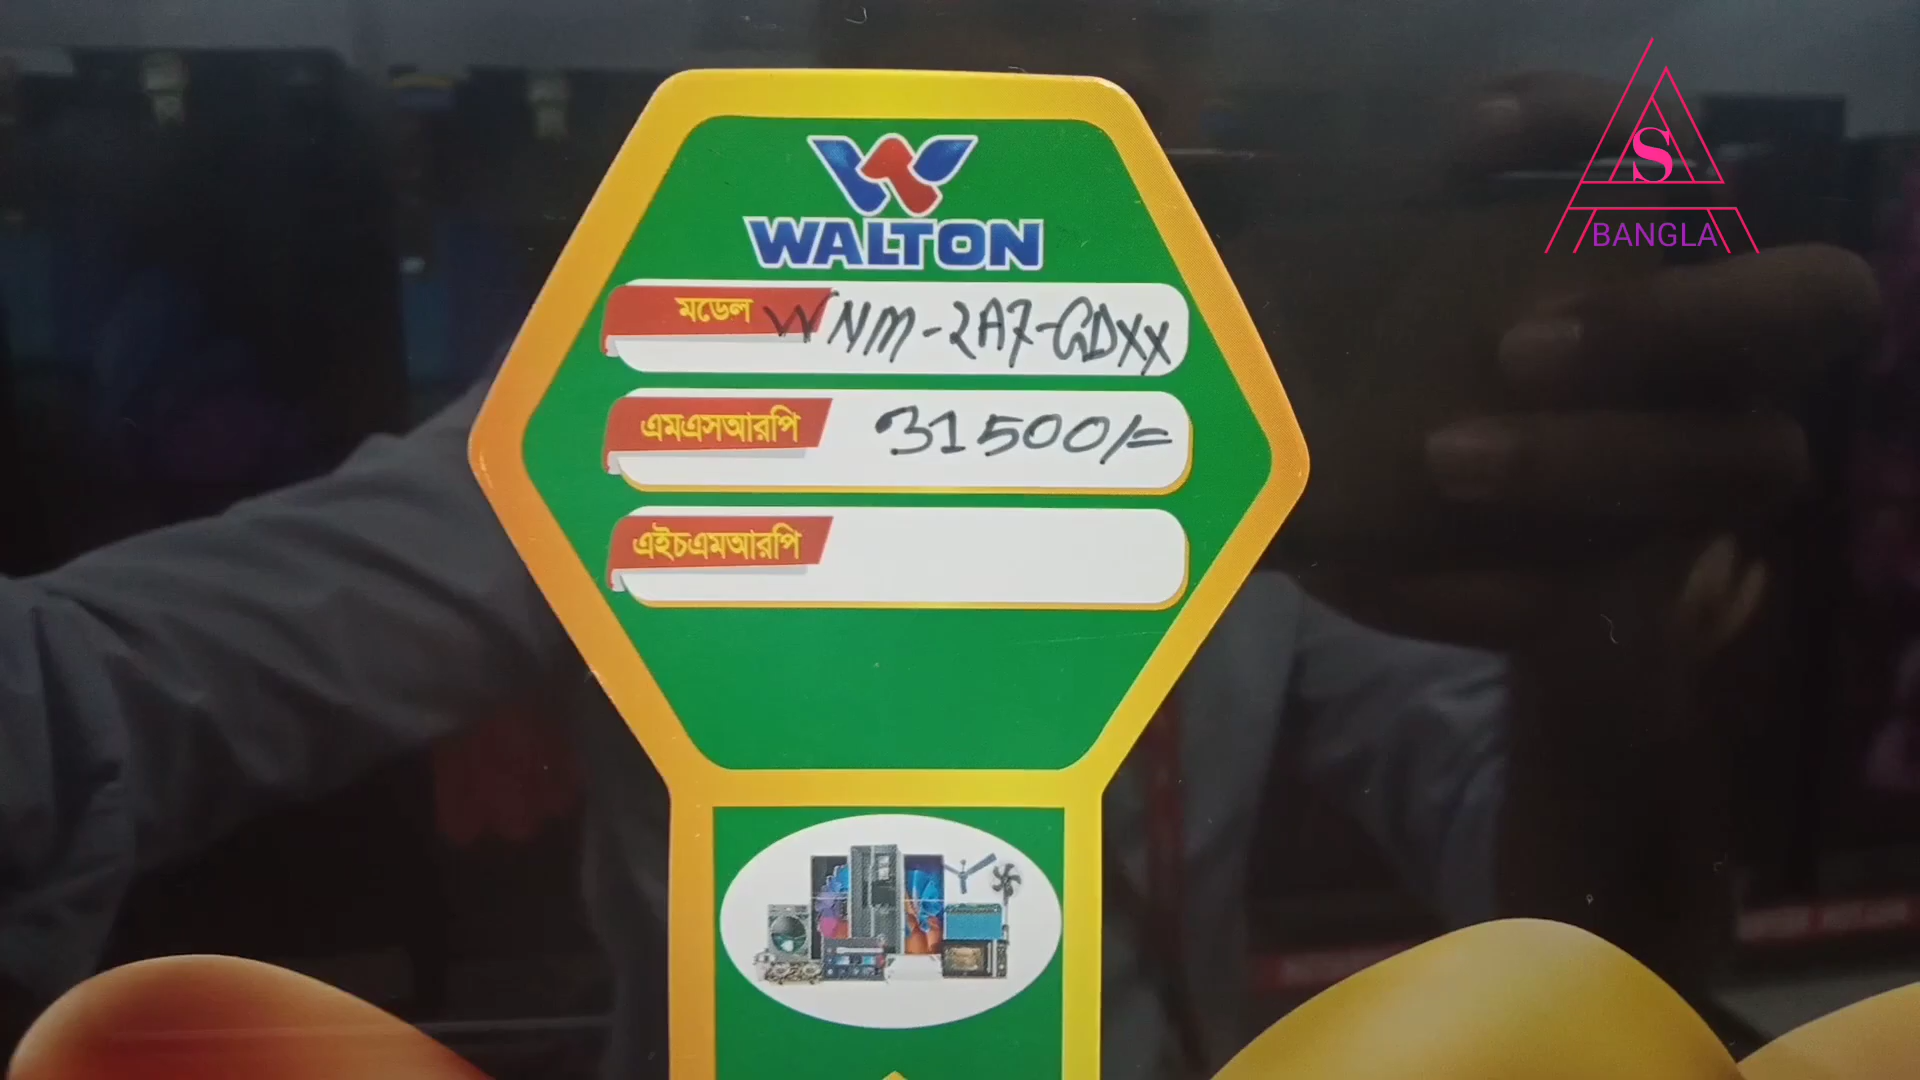 S
BANGLA
WALTON
মডেল WNM-2A7-GDXX
এমএসআরপি 31500/=
এইচএমআরপি